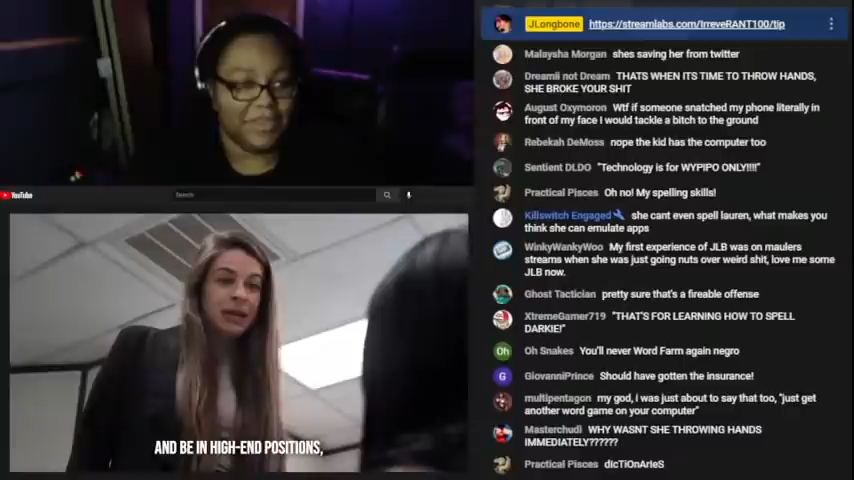 JLongbone https://streamlabs.com/IrreveRANT100/tip
Malaysha Morgan shes saving her from twitter
Dreamii not Dream THATS WHEN ITS TIME TO THROW HANDS,
SHE BROKE YOUR SHIT
August Oxymoron Wtf if someone snatched my phone literally in
front of my face I would tackle a bitch to the ground
Rebekah DeMoss nope the kid has the computer too
Sentient DLDO "Technology is for WYPIPO ONLY!!!!"
Practical Pisces Oh no! My spelling skills!
Killswitch Engaged she cant even spell lauren, what makes you
think she can emulate apps
WinkyWankyWoo My first experience of JLB was on maulers
streams when she was just going nuts over weird shit, love me some
JLB now.
Ghost Tactician pretty sure that's a fireable offense
XtremeGamer719 "THAT'S FOR LEARNING HOW TO SPELL
DARKIE!"
Oh Oh Snakes You'll never Word Farm again negro
G GiovanniPrince Should have gotten the insurance!
multipentagon my god, i was just about to say that too, "just get
another word game on your computer"
Masterchudi WHY WASNT SHE THROWING HANDS
IMMEDIATELY??????
Practical Pisces dIcTiOnArIeS
YouTube
Search
AND BE IN HIGH-END POSITIONS,